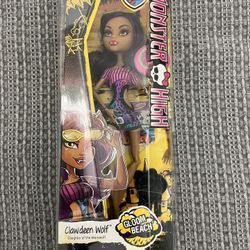 MONSTER HIGH
Clawdeen Wolf
Daughter of the Werewolf
GLOOM
BEACH